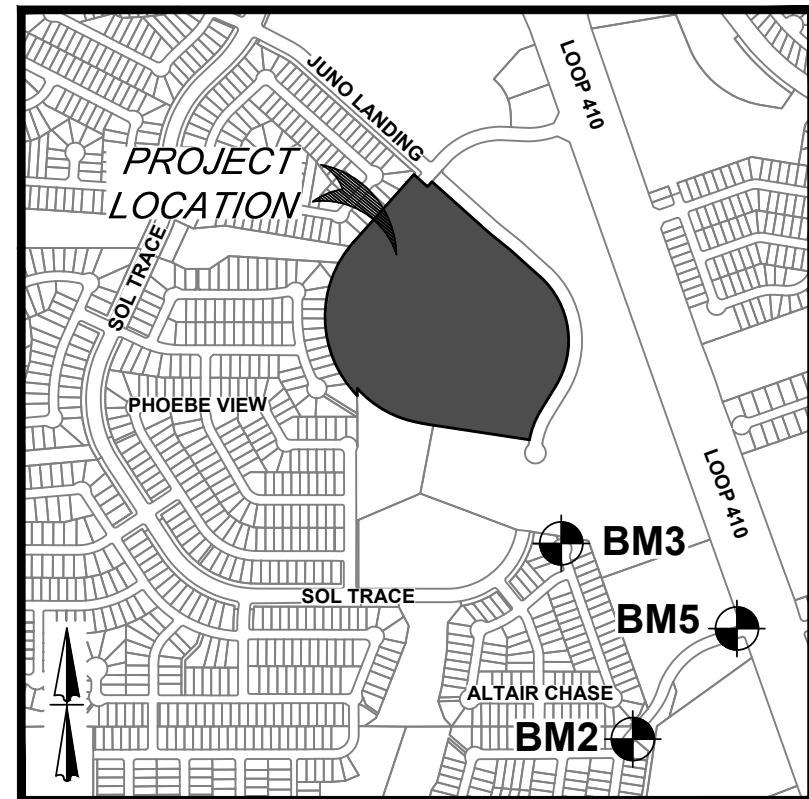 LOOP 410
JUNO LANDING
PROJECT
LOCATION
SOL TRACE
PHOEBE VIEW
LOOP 410
BM3
SOL TRACE
BM5
ALTAIR CHASE
BM2